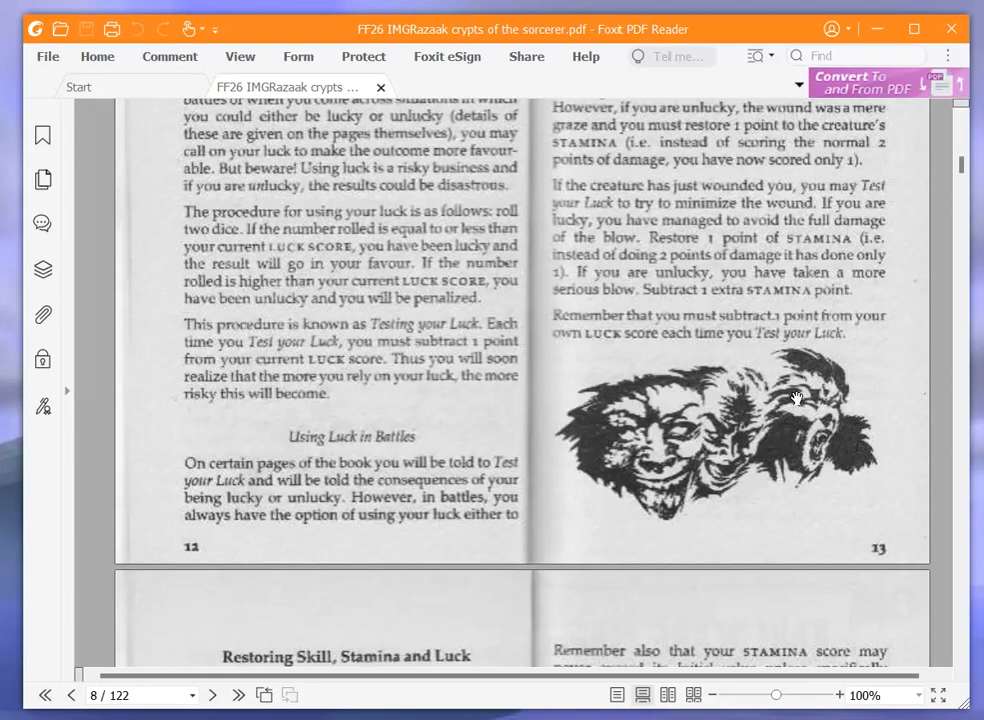 FF26 IMGRazaak crypts of the sorcerer.pdf - Foxit PDF Reader
File Home Comment View Form Protect Foxit eSign Share Help Tell me... Find
Start FF26 IMGRazaak crypts ...
Convert To
and From PDF
battles or when you come across situations in which
you could either be lucky or unlucky (details of
these are given on the pages themselves), you may
call on your luck to make the outcome more favour-
able. But beware! Using luck is a risky business and
if you are unlucky, the results could be disastrous.
The procedure for using your luck is as follows: roll
two dice. If the number rolled is equal to or less than
your current LUCK SCORE, you have been lucky and
the result will go in your favour. If the number
rolled is higher than your current LUCK SCORE, you
have been unlucky and you will be penalized.
This procedure is known as Testing your Luck. Each
time you Test your Luck, you must subtract 1 point
from your current LUCK score. Thus you will soon
realize that the more you rely on your luck, the more
risky this will become.
Using Luck in Battles
On certain pages of the book you will be told to Test
your Luck and will be told the consequences of your
being lucky or unlucky. However, in battles, you
always have the option of using your luck either to
12
However, if you are unlucky, the wound was a mere
graze and you must restore 1 point to the creature's
STAMINA (i.e. instead of scoring the normal 2
points of damage, you have now scored only 1).
If the creature has just wounded you, you may Test
your Luck to try to minimize the wound. If you are
lucky, you have managed to avoid the full damage
of the blow. Restore 1 point of STAMINA (i.e.
instead of doing 2 points of damage it has done only
1). If you are unlucky, you have taken a more
serious blow. Subtract 1 extra STAMINA point.
Remember that you must subtract 1 point from your
own LUCK score each time you Test your Luck.
13
Restoring Skill, Stamina and Luck
Remember also that your STAMINA score may
never exceed its Initial value unless specifically
8 / 122
100%